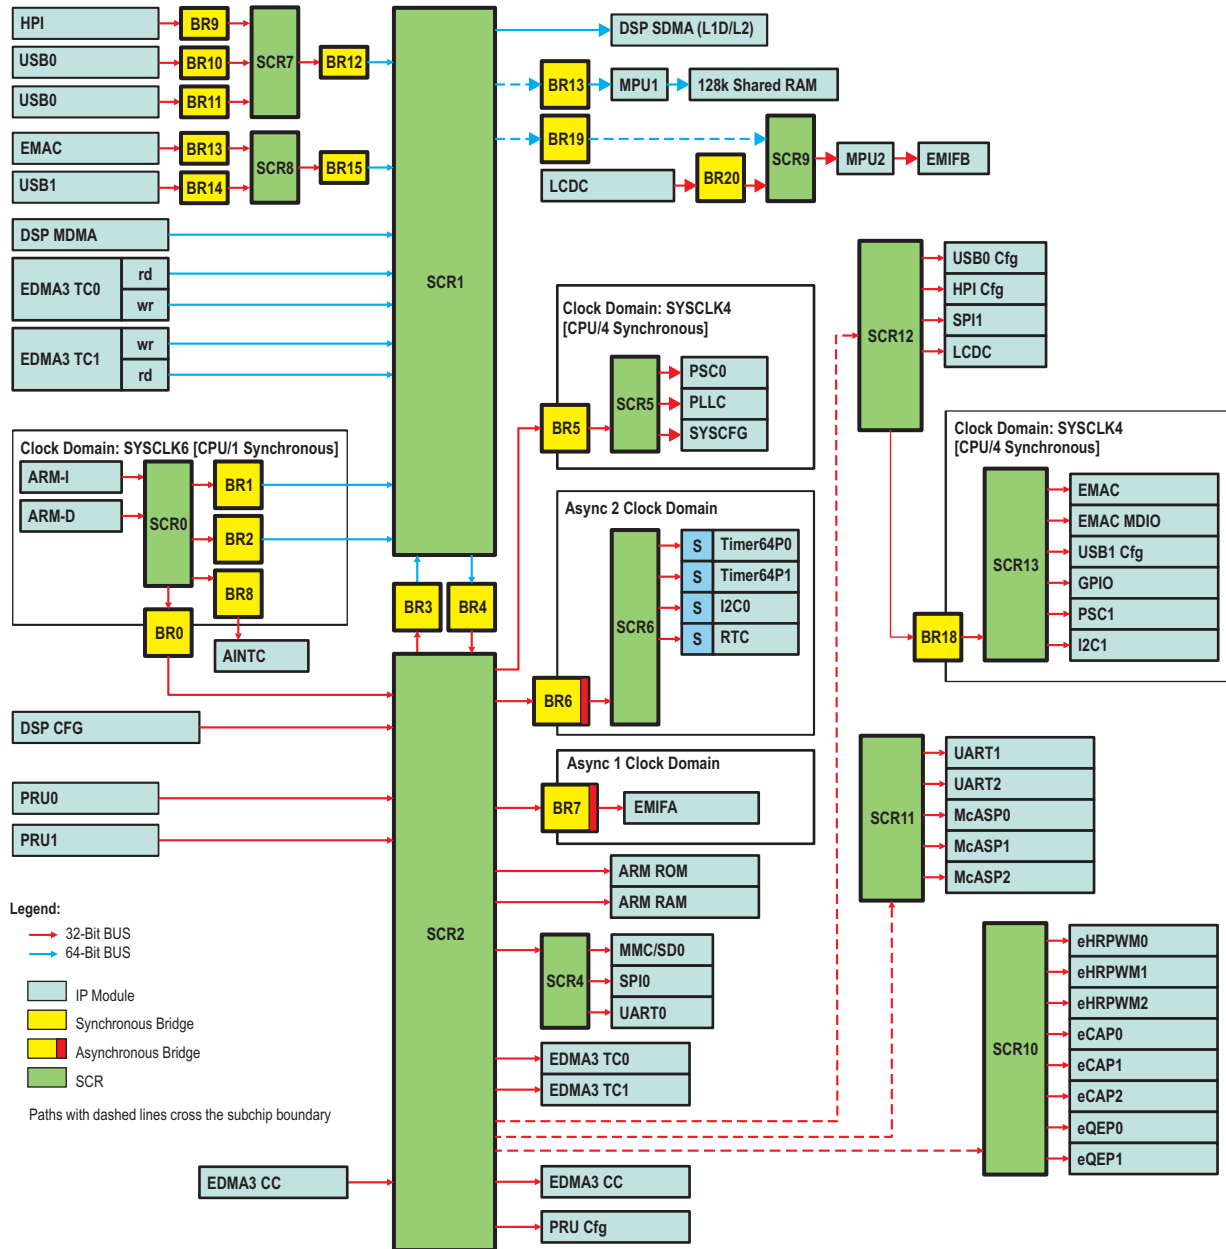 HPI
BR9
USB0
BR10
SCR7
BR12
USB0
BR11
EMAC
BR13
SCR8
BR15
USB1
BR14
DSP MDMA
EDMA3 TC0
rd
wr
EDMA3 TC1
wr
rd
Clock Domain: SYSCLK6 [CPU/1 Synchronous]
ARM-I
ARM-D
SCR0
BR1
BR2
BR8
BR0
AINTC
DSP CFG
PRU0
PRU1
Legend:
32-Bit BUS
64-Bit BUS
IP Module
Synchronous Bridge
Asynchronous Bridge
SCR
Paths with dashed lines cross the subchip boundary
EDMA3 CC
SCR1
BR3
BR4
SCR2
DSP SDMA (L1D/L2)
BR13
MPU1
128k Shared RAM
BR19
LCDC
BR20
SCR9
MPU2
EMIFB
Clock Domain: SYSCLK4
[CPU/4 Synchronous]
BR5
SCR5
PSC0
PLLC
SYSCFG
Async 2 Clock Domain
BR6
SCR6
S
Timer64P0
S
Timer64P1
S
I2C0
S
RTC
Async 1 Clock Domain
BR7
EMIFA
ARM ROM
ARM RAM
SCR4
MMC/SD0
SPI0
UART0
EDMA3 TC0
EDMA3 TC1
EDMA3 CC
PRU Cfg
SCR12
USB0 Cfg
HPI Cfg
SPI1
LCDC
Clock Domain: SYSCLK4
[CPU/4 Synchronous]
BR18
SCR13
EMAC
EMAC MDIO
USB1 Cfg
GPIO
PSC1
I2C1
SCR11
UART1
UART2
McASP0
McASP1
McASP2
SCR10
eHRPWM0
eHRPWM1
eHRPWM2
eCAP0
eCAP1
eCAP2
eQEP0
eQEP1